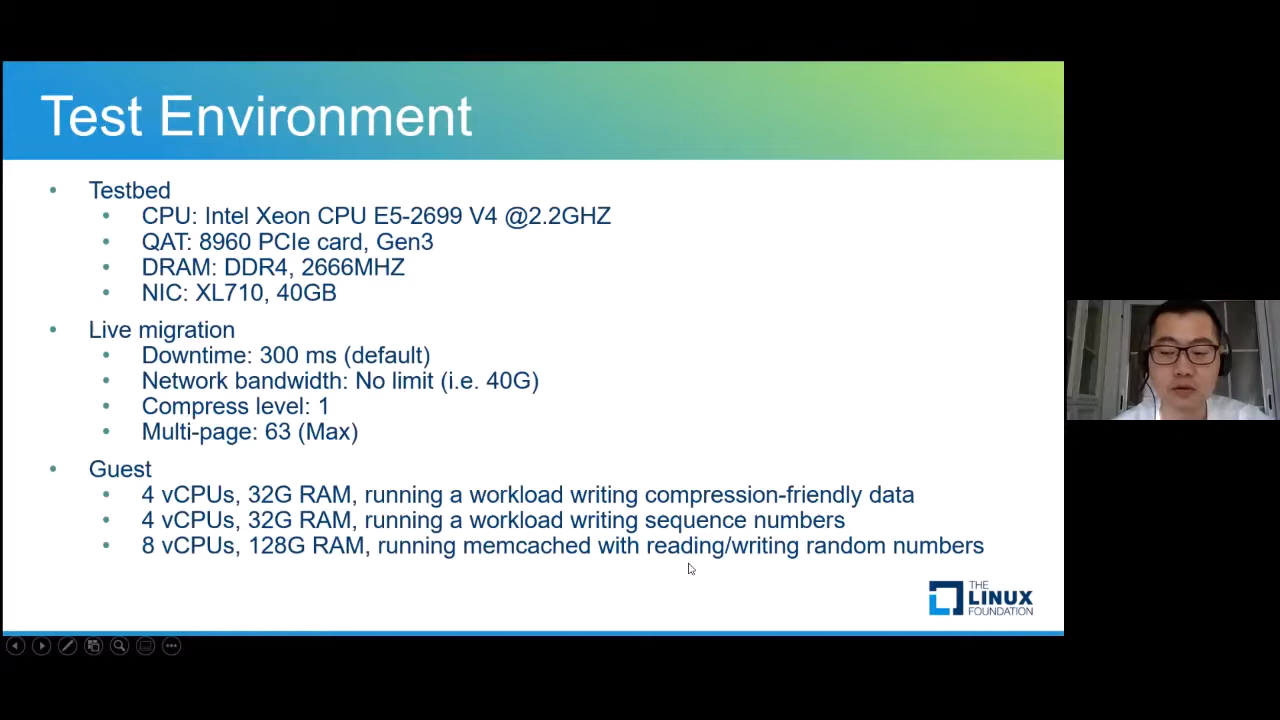 Test Environment
• Testbed
• CPU: Intel Xeon CPU E5-2699 V4 @2.2GHZ
• QAT: 8960 PCIe card, Gen3
• DRAM: DDR4, 2666MHZ
• NIC: XL710, 40GB
• Live migration
• Downtime: 300 ms (default)
• Network bandwidth: No limit (i.e. 40G)
• Compress level: 1
• Multi-page: 63 (Max)
• Guest
• 4 vCPUs, 32G RAM, running a workload writing compression-friendly data
• 4 vCPUs, 32G RAM, running a workload writing sequence numbers
• 8 vCPUs, 128G RAM, running memcached with reading/writing random numbers
THE
LINUX
FOUNDATION